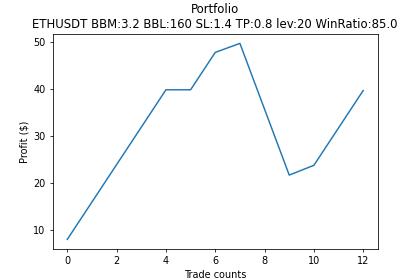 Portfolio
ETHUSDT BBM:3.2 BBL:160 SL:1.4 TP:0.8 lev:20 WinRatio:85.0
50
40
30
20
10
Profit ($)
0 2 4 6 8 10 12
Trade counts